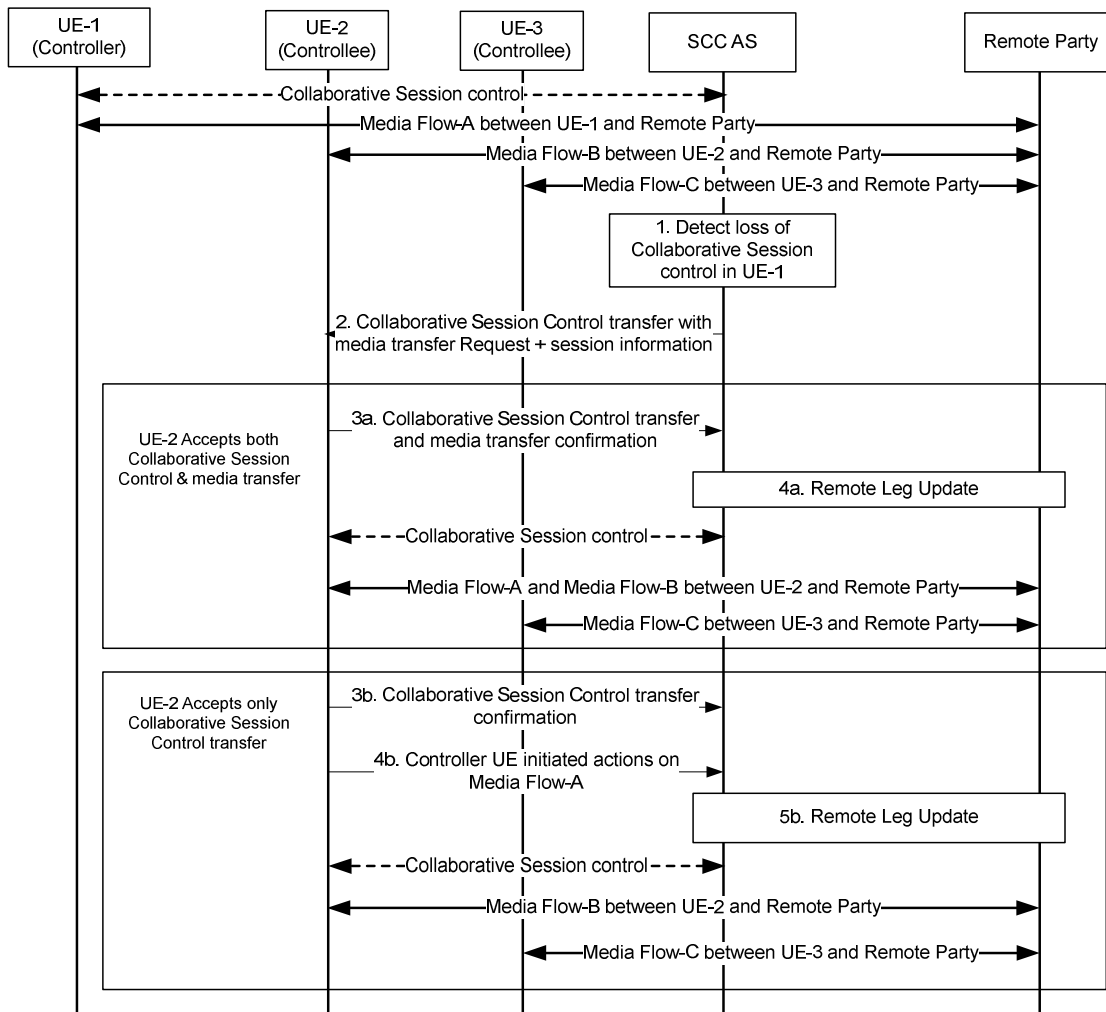 UE-1
(Controller)
UE-2
(Controllee)
UE-3
(Controllee)
SCC AS
Remote Party
Collaborative Session control
Media Flow-A between UE-1 and Remote Party
Media Flow-B between UE-2 and Remote Party
Media Flow-C between UE-3 and Remote Party
1. Detect loss of
Collaborative Session
control in UE-1
2. Collaborative Session Control transfer with
media transfer Request + session information
UE-2 Accepts both
Collaborative Session
Control & media transfer
3a. Collaborative Session Control transfer
and media transfer confirmation
4a. Remote Leg Update
Collaborative Session control
Media Flow-A and Media Flow-B between UE-2 and Remote Party
Media Flow-C between UE-3 and Remote Party
UE-2 Accepts only
Collaborative Session
Control transfer
3b. Collaborative Session Control transfer
confirmation
4b. Controller UE initiated actions on
Media Flow-A
5b. Remote Leg Update
Collaborative Session control
Media Flow-B between UE-2 and Remote Party
Media Flow-C between UE-3 and Remote Party